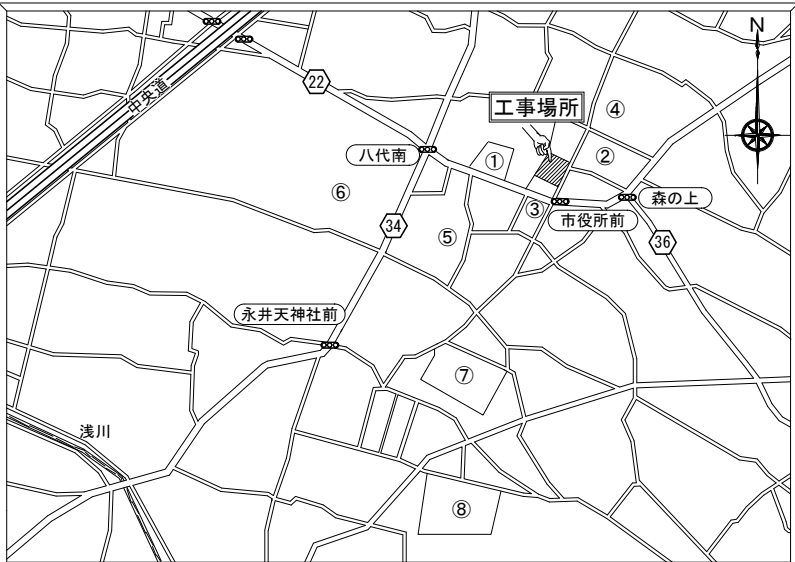 N
中央道
22
工事場所
④
八代南
①
②
⑥
③
森の上
市役所前
34
⑤
36
永井天神社前
⑦
浅川
⑧